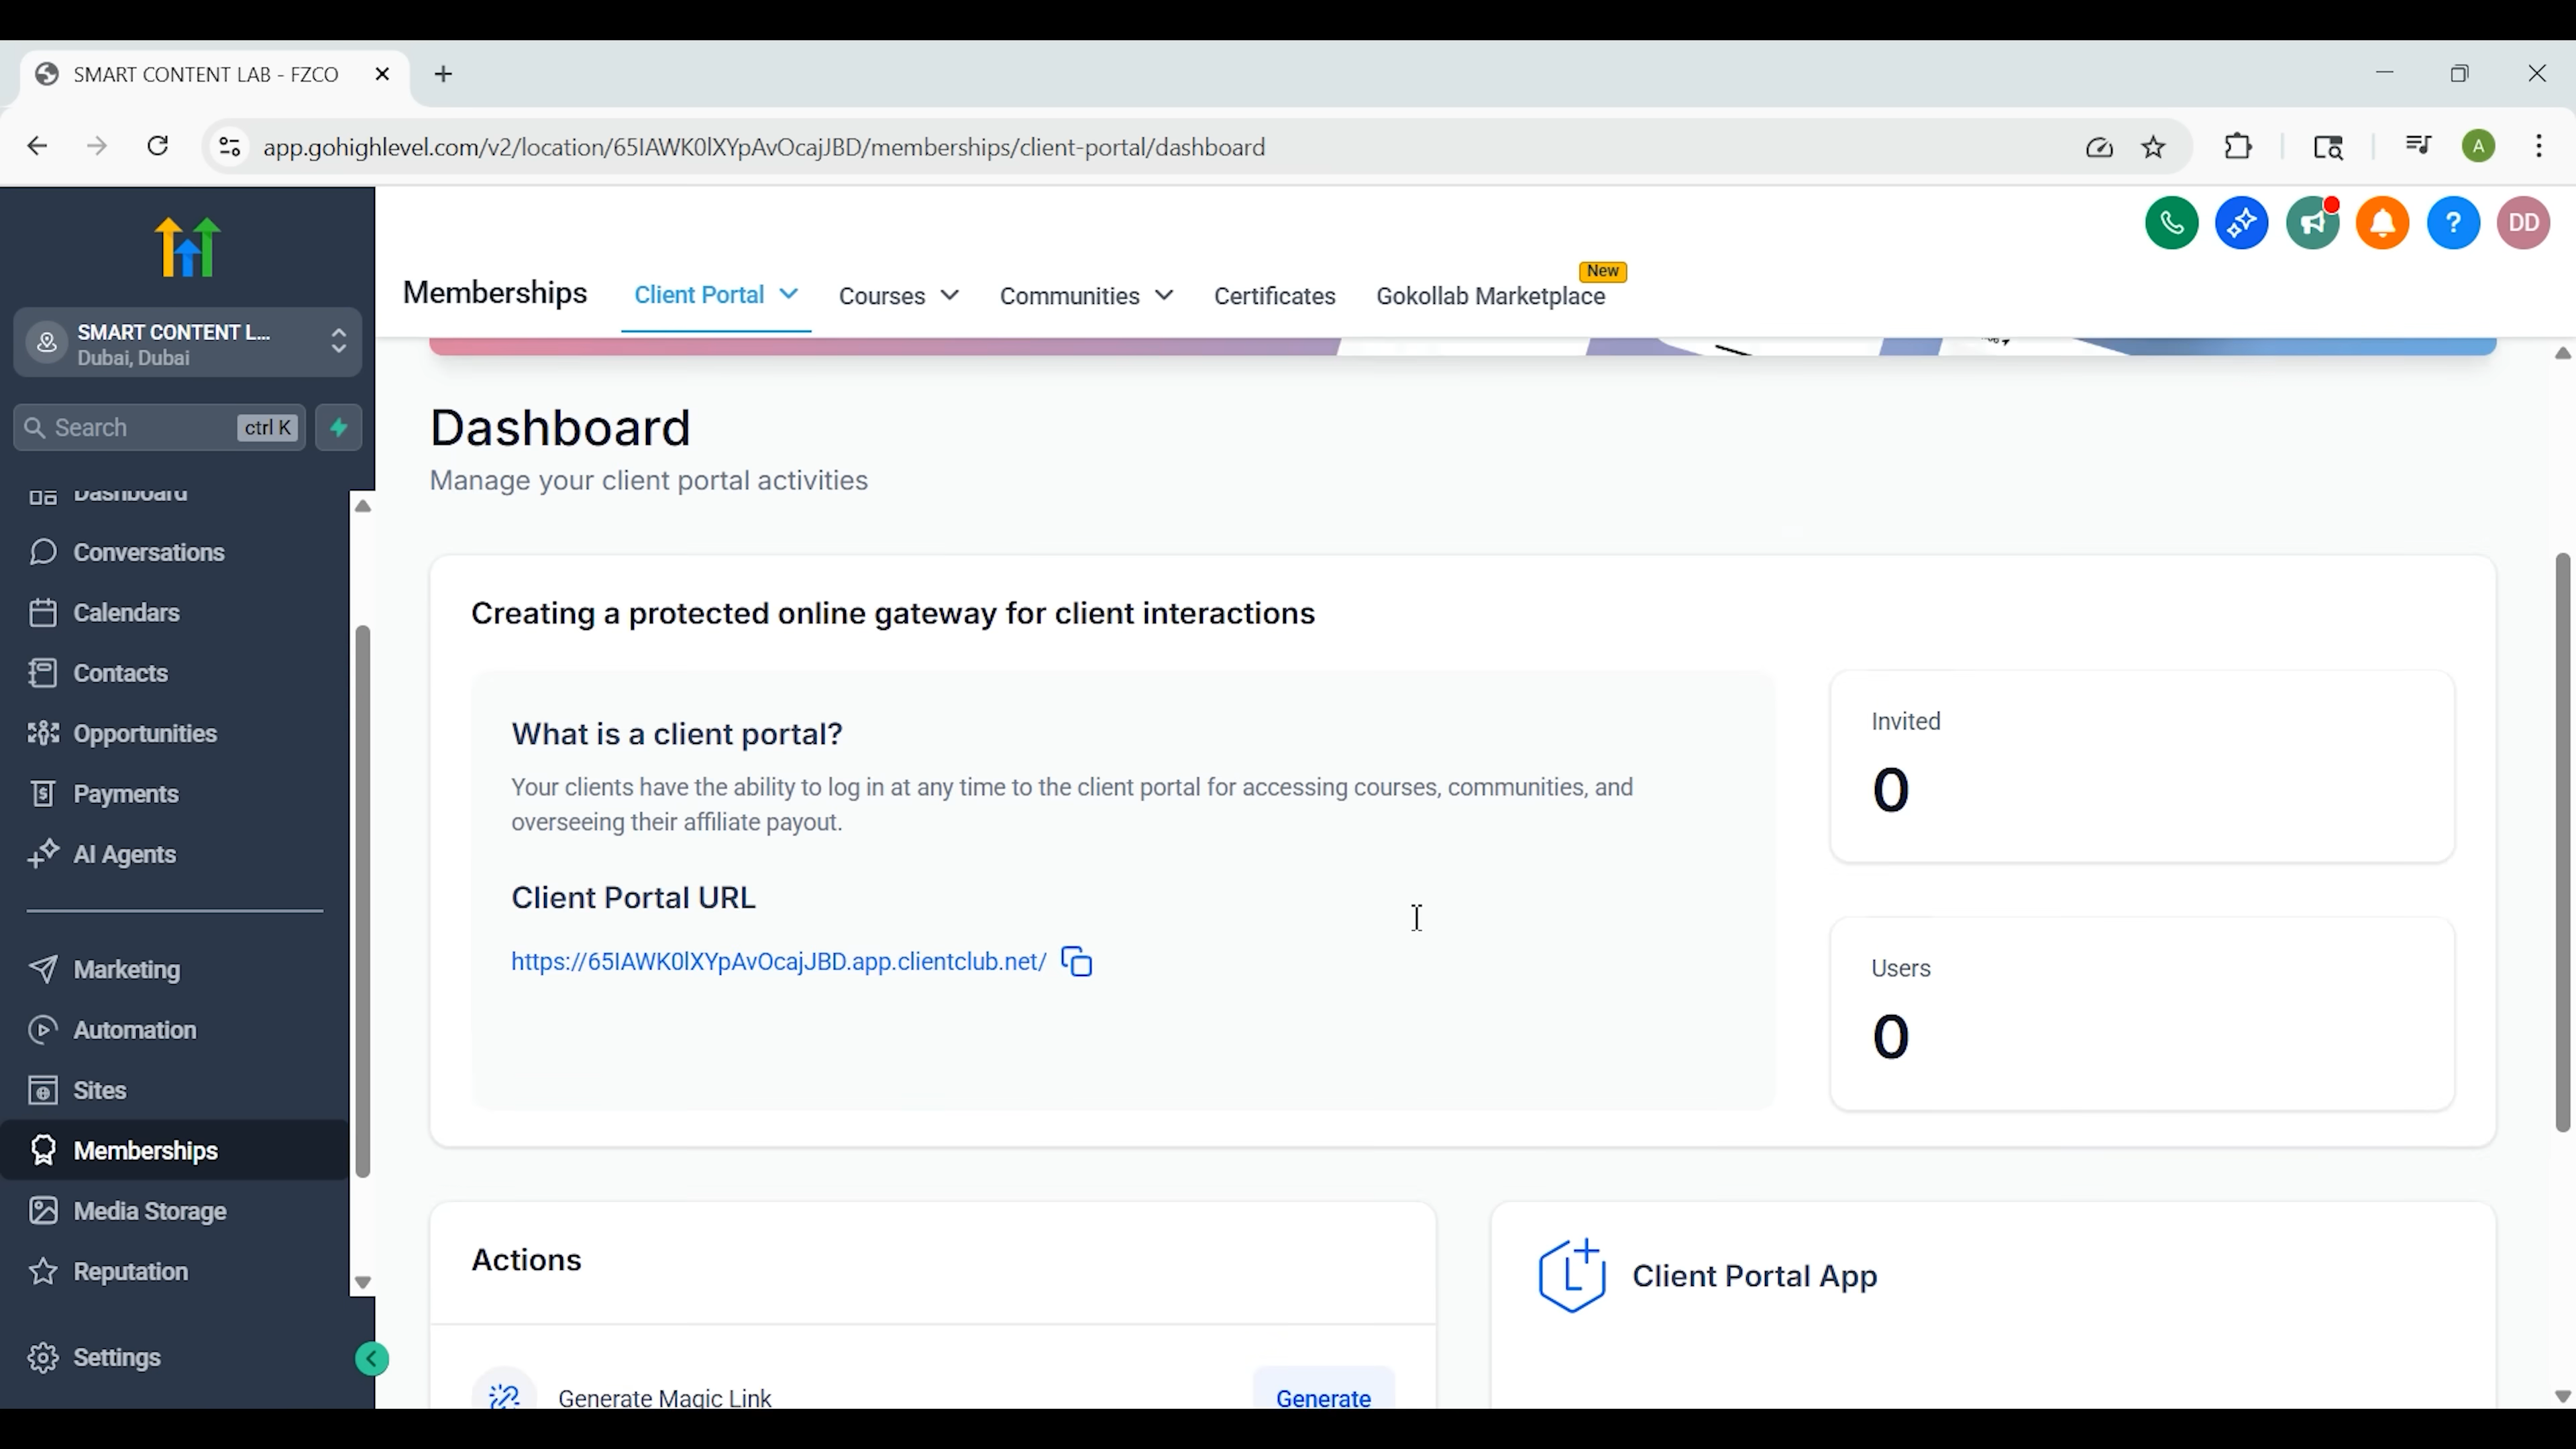 SMART CONTENT LAB - FZCO
app.gohighlevel.com/v2/location/65IAWK0lXYpAvOcajJBD/memberships/client-portal/dashboard
A
DD
SMART CONTENT L...
Dubai, Dubai
Search
ctrl K
Dashboard
Conversations
Calendars
Contacts
Opportunities
Payments
AI Agents
Marketing
Automation
Sites
Memberships
Media Storage
Reputation
Settings
Memberships
Client Portal
Courses
Communities
Certificates
Gokollab Marketplace
New
Dashboard
Manage your client portal activities
Creating a protected online gateway for client interactions
What is a client portal?
Your clients have the ability to log in at any time to the client portal for accessing courses, communities, and
overseeing their affiliate payout.
Client Portal URL
https://65IAWK0lXYpAvOcajJBD.app.clientclub.net/
Invited
0
Users
0
Actions
Generate Magic Link
Generate
Client Portal App